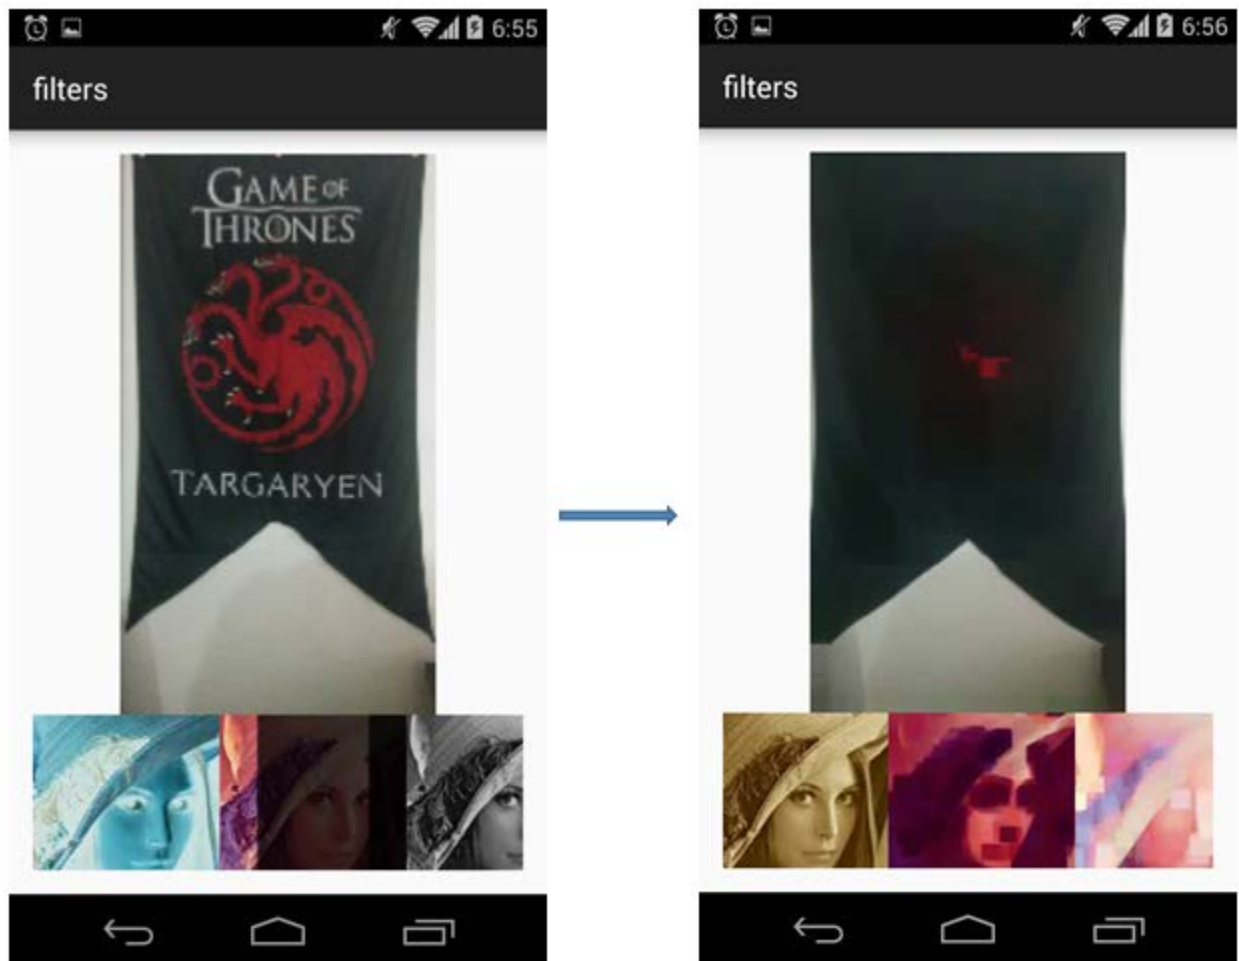 6:55
filters
GAME OF
THRONES
TARGARYEN
6:56
filters